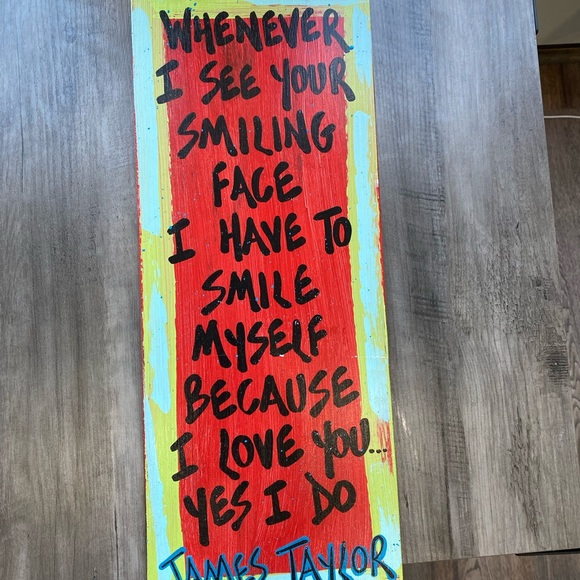 WHENEVER
I SEE YOUR
SMILING
FACE
I HAVE TO
SMILE
MYSELF
BECAUSE
I LOVE YOU...
YES I DO
JAMES TAYLOR